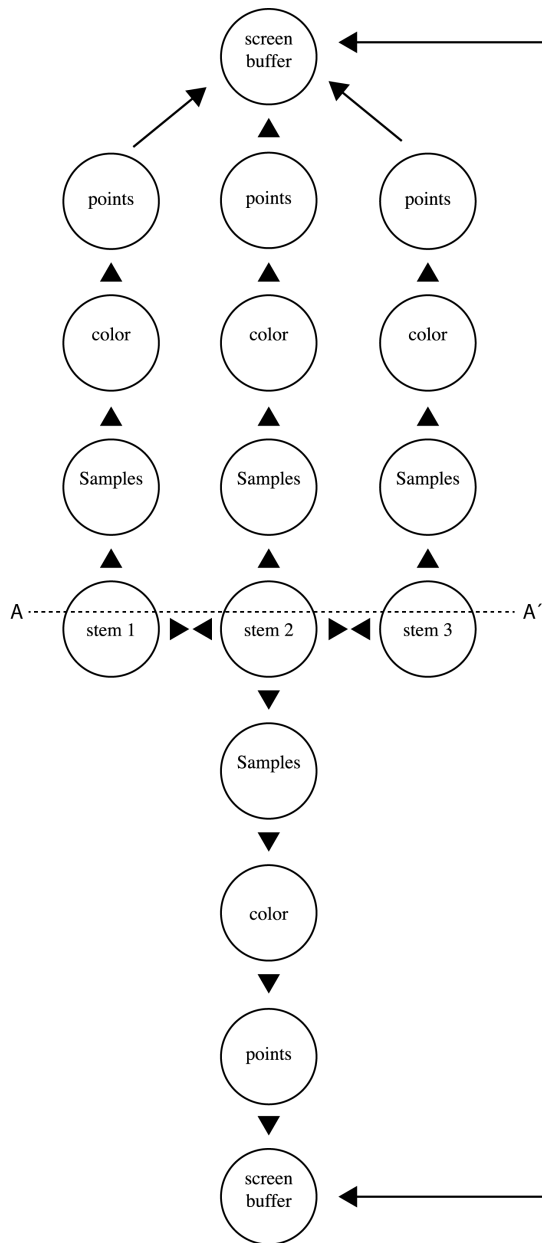 screen
buffer
points
points
points
color
color
color
Samples
Samples
Samples
A
A´
stem 1
stem 2
stem 3
Samples
color
points
screen
buffer